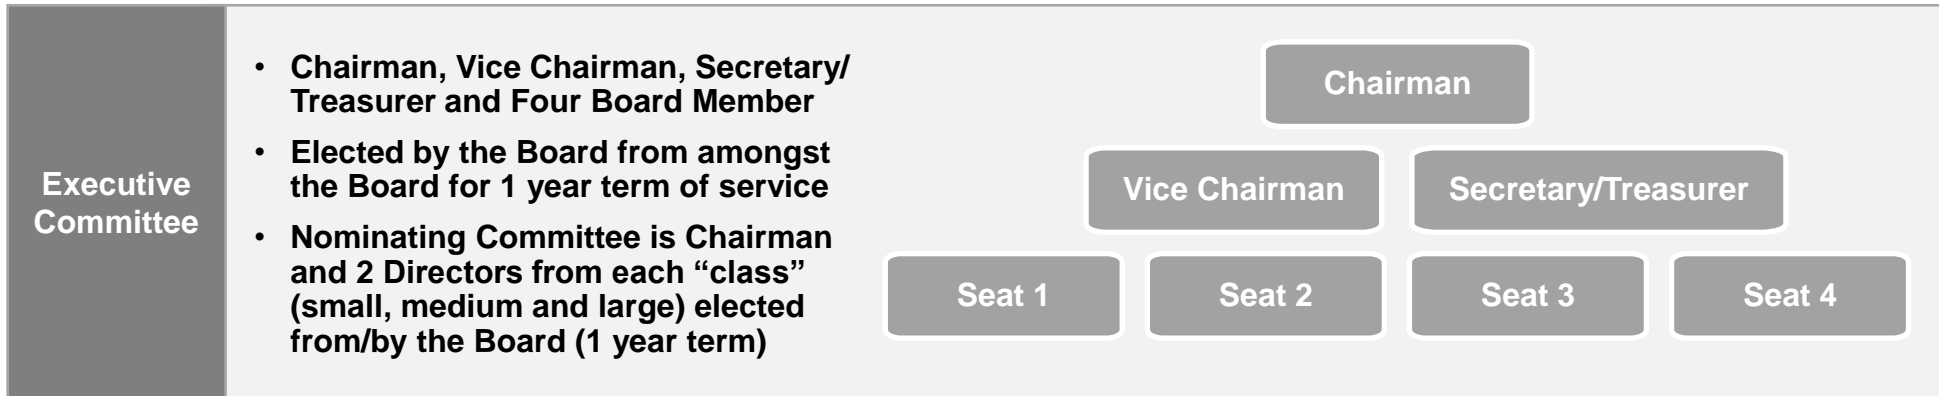 Executive
Committee
• Chairman, Vice Chairman, Secretary/
Treasurer and Four Board Member
• Elected by the Board from amongst
the Board for 1 year term of service
• Nominating Committee is Chairman
and 2 Directors from each “class”
(small, medium and large) elected
from/by the Board (1 year term)
Chairman
Vice Chairman
Secretary/Treasurer
Seat 1
Seat 2
Seat 3
Seat 4